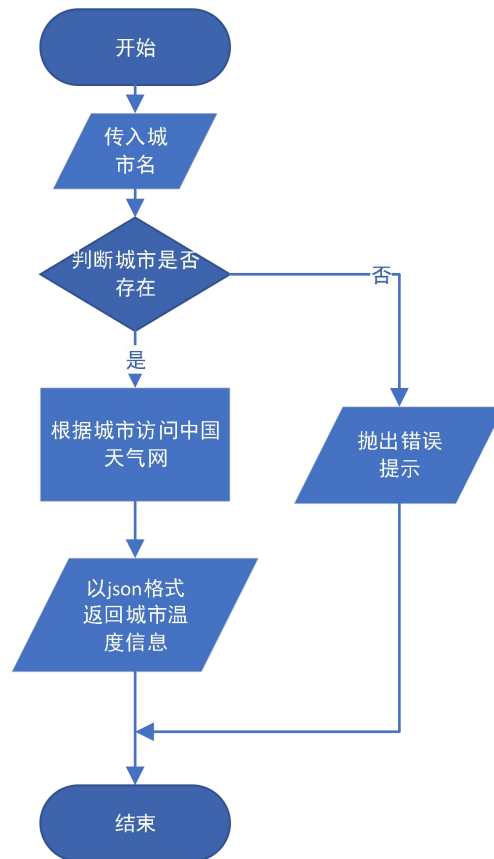 开始
传入城
市名
判断城市是否
存在
否
是
根据城市访问中国
天气网
抛出错误
提示
以json格式
返回城市温
度信息
结束